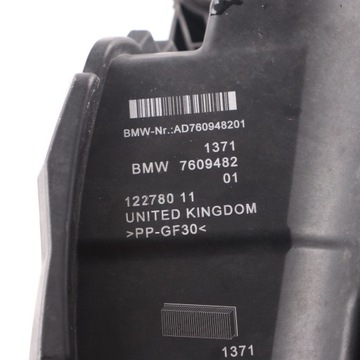 BMW-Nr.:AD760948201
1371
BMW 7609482
01
122780 11
UNITED KINGDOM
>PP-GF30<
1371